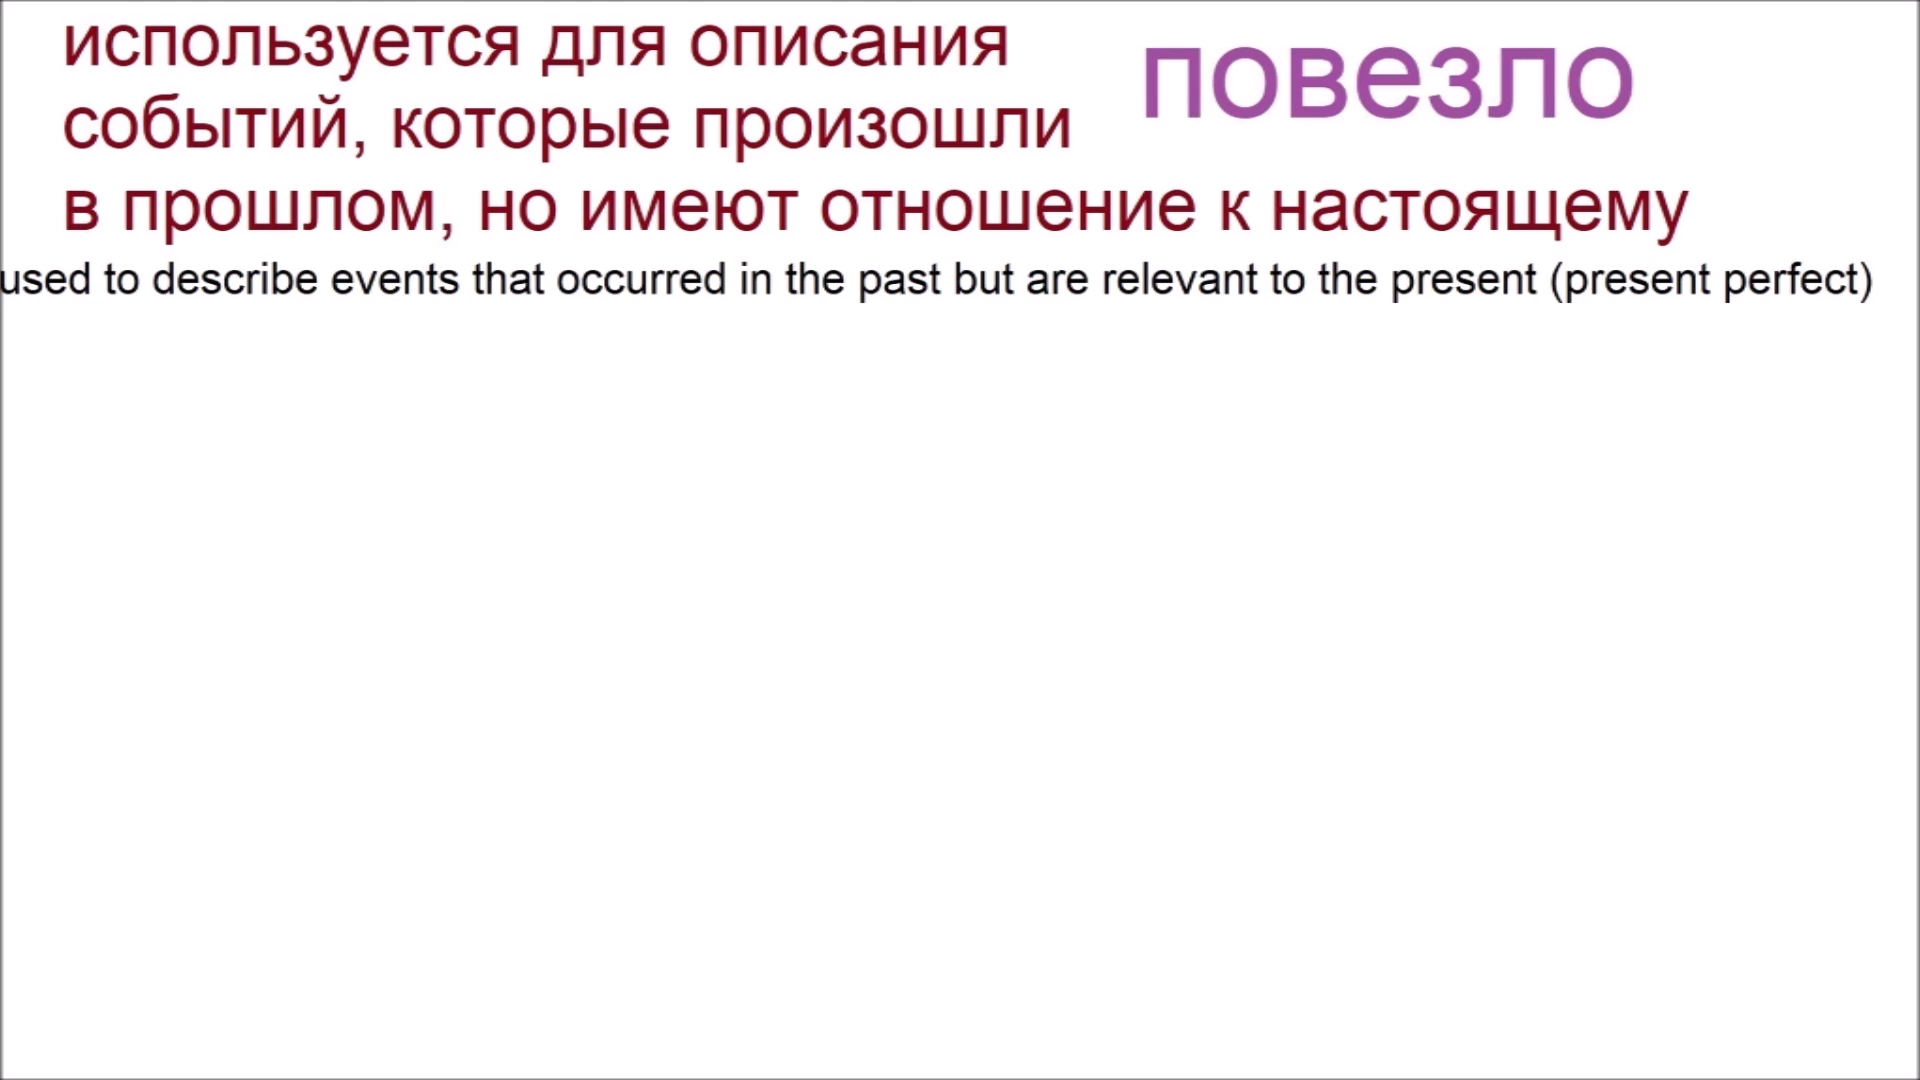 используется для описания
событий, которые произошли
в прошлом, но имеют отношение к настоящему
повезло
used to describe events that occurred in the past but are relevant to the present (present perfect)